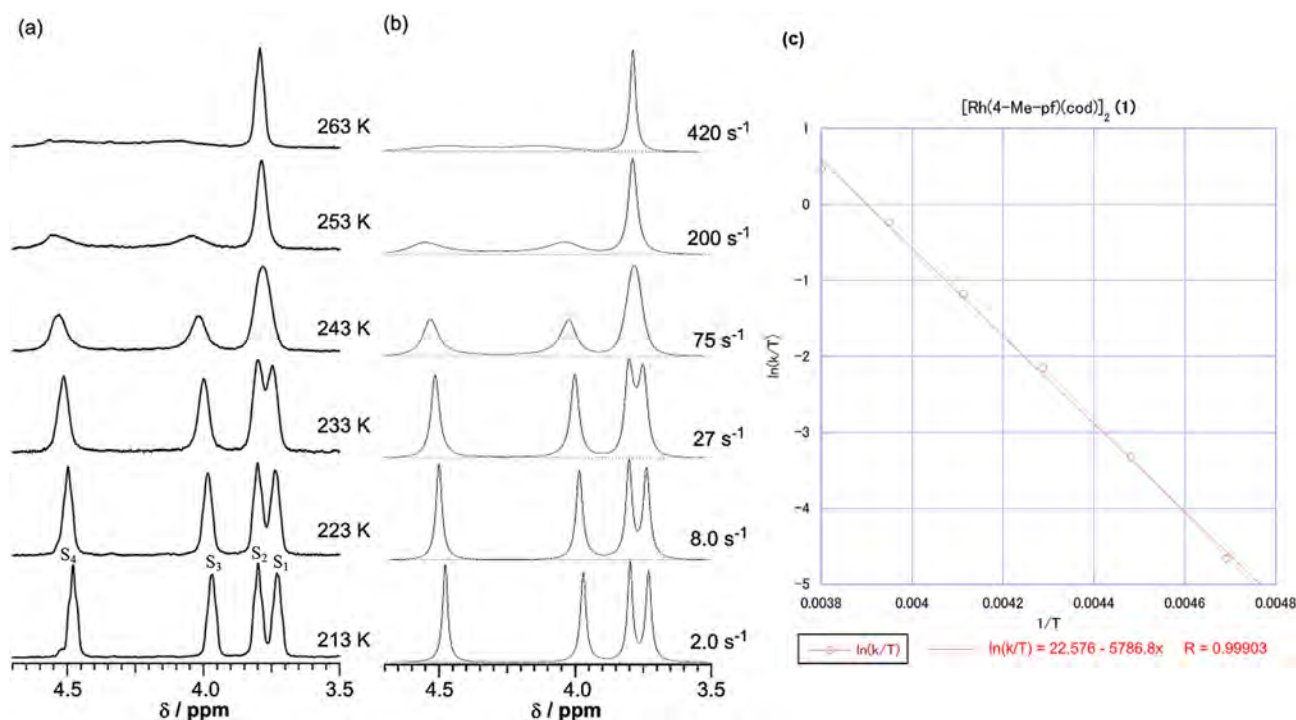 (a)
263 K
253 K
243 K
233 K
223 K
S4 S3 S2 S1
213 K
4.5 4.0 3.5
δ / ppm
(b)
420 s-1
200 s-1
75 s-1
27 s-1
8.0 s-1
2.0 s-1
4.5 4.0 3.5
δ / ppm
(c)
[Rh(4-Me-pf)(cod)]2 (1)
1
0
-1
-2
-3
-4
-5
ln(k/T)
0.0038 0.004 0.0042 0.0044 0.0046 0.0048
1/T
ln(k/T) ln(k/T) = 22.576 - 5786.8x R = 0.99903